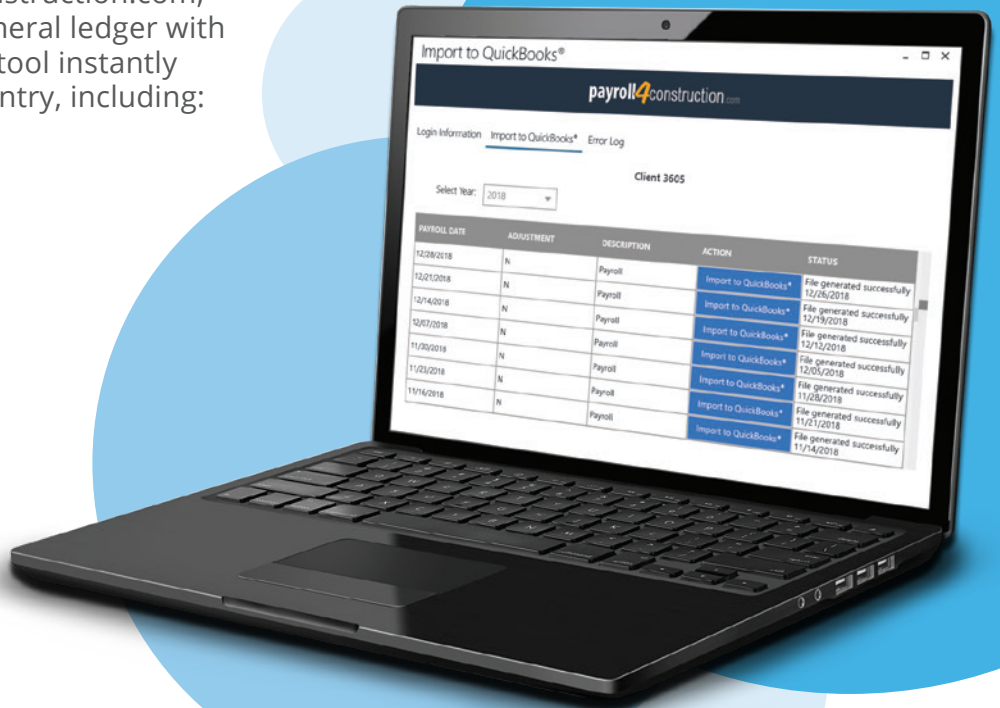 struction.com,
neral ledger with
tool instantly
ntry, including:
Import to QuickBooks®
payroll4construction.com
Login Information Import to QuickBooks® Error Log
Client 3605
Select Year: 2018
PAYROLL DATE ADJUSTMENT DESCRIPTION ACTION STATUS
12/28/2018 N Payroll Import to QuickBooks® File generated successfully 12/26/2018
12/21/2018 N Payroll Import to QuickBooks® File generated successfully 12/19/2018
12/14/2018 N Payroll Import to QuickBooks® File generated successfully 12/12/2018
12/07/2018 N Payroll Import to QuickBooks® File generated successfully 12/05/2018
11/30/2018 N Payroll Import to QuickBooks® File generated successfully 11/28/2018
11/23/2018 N Payroll Import to QuickBooks® File generated successfully 11/21/2018
11/16/2018 N Payroll Import to QuickBooks® File generated successfully 11/14/2018